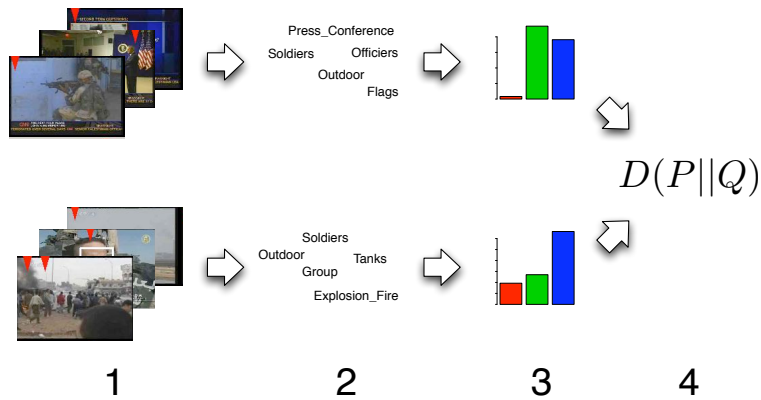 Press_Conference
Soldiers Officiers
Outdoor
Flags
D(P||Q)
Soldiers
Outdoor Tanks
Group
Explosion_Fire
1 2 3 4